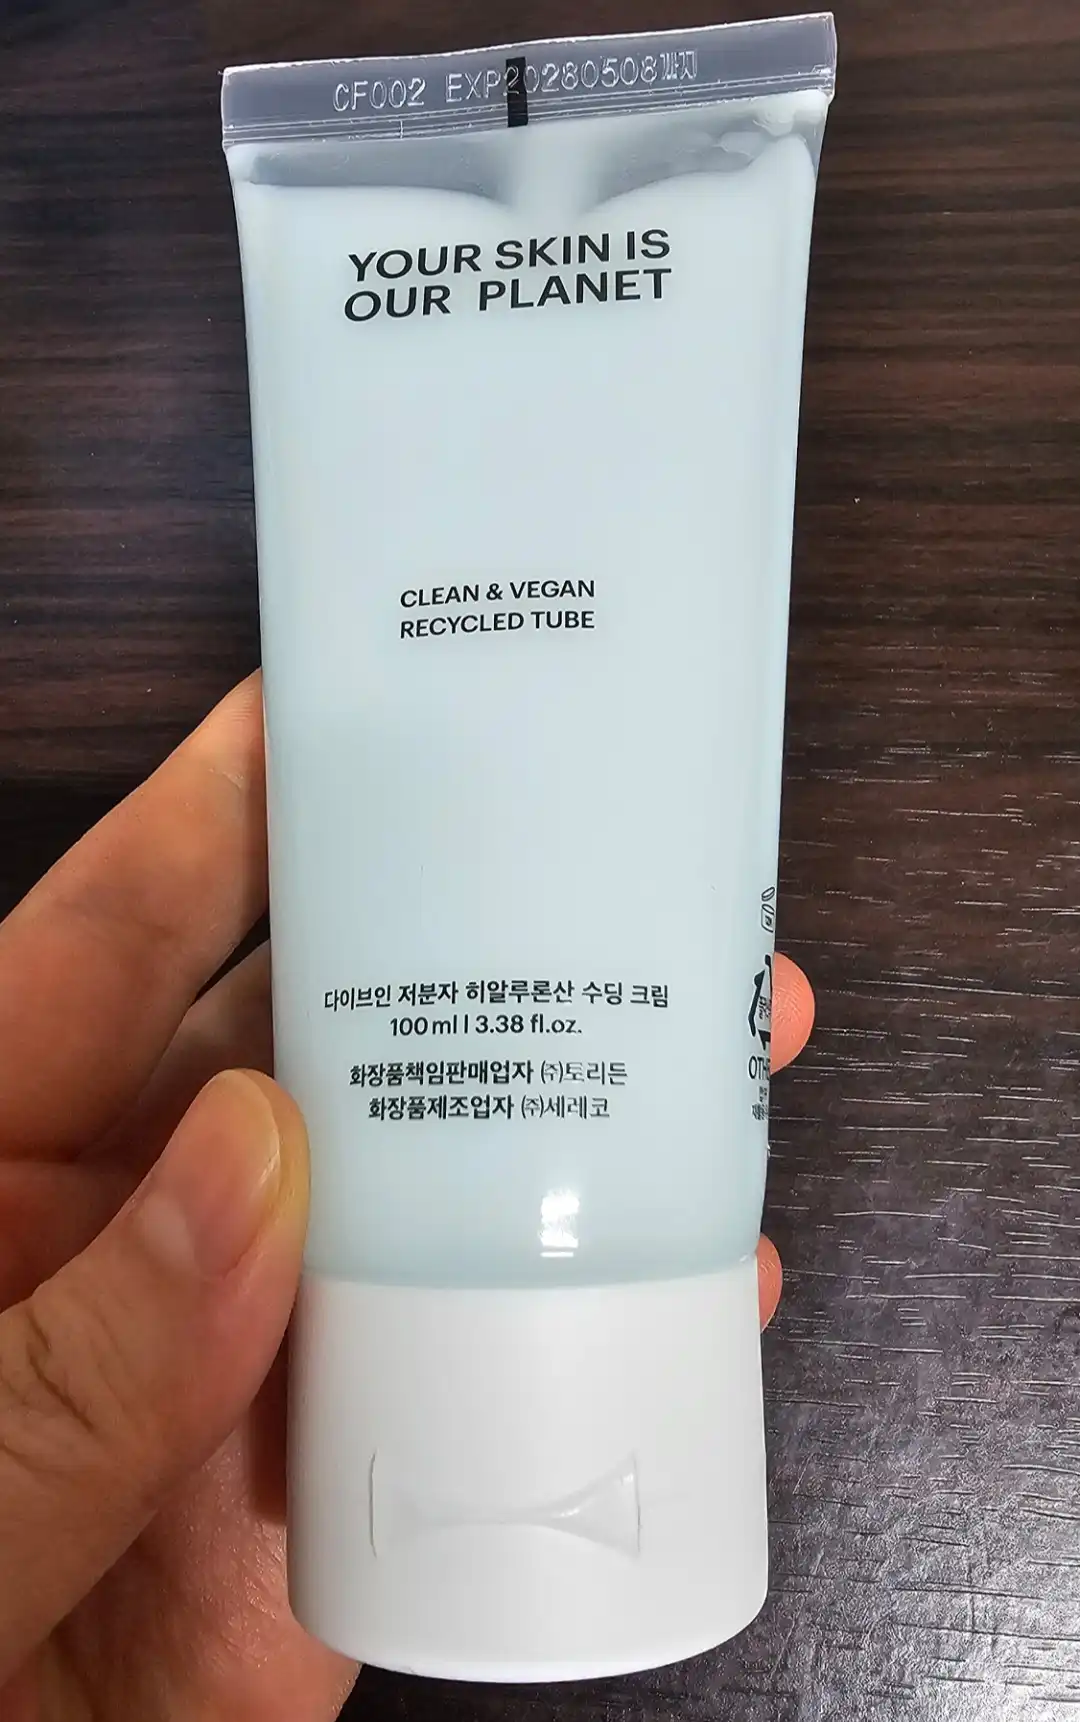 CF002 EXP20280508까지
YOUR SKIN IS
OUR PLANET
CLEAN & VEGAN
RECYCLED TUBE
다이브인 저분자 히알루론산 수딩 크림
100 ml l 3.38 fl.oz.
화장품책임판매업자 ㈜토리든
화장품제조업자 ㈜세레코